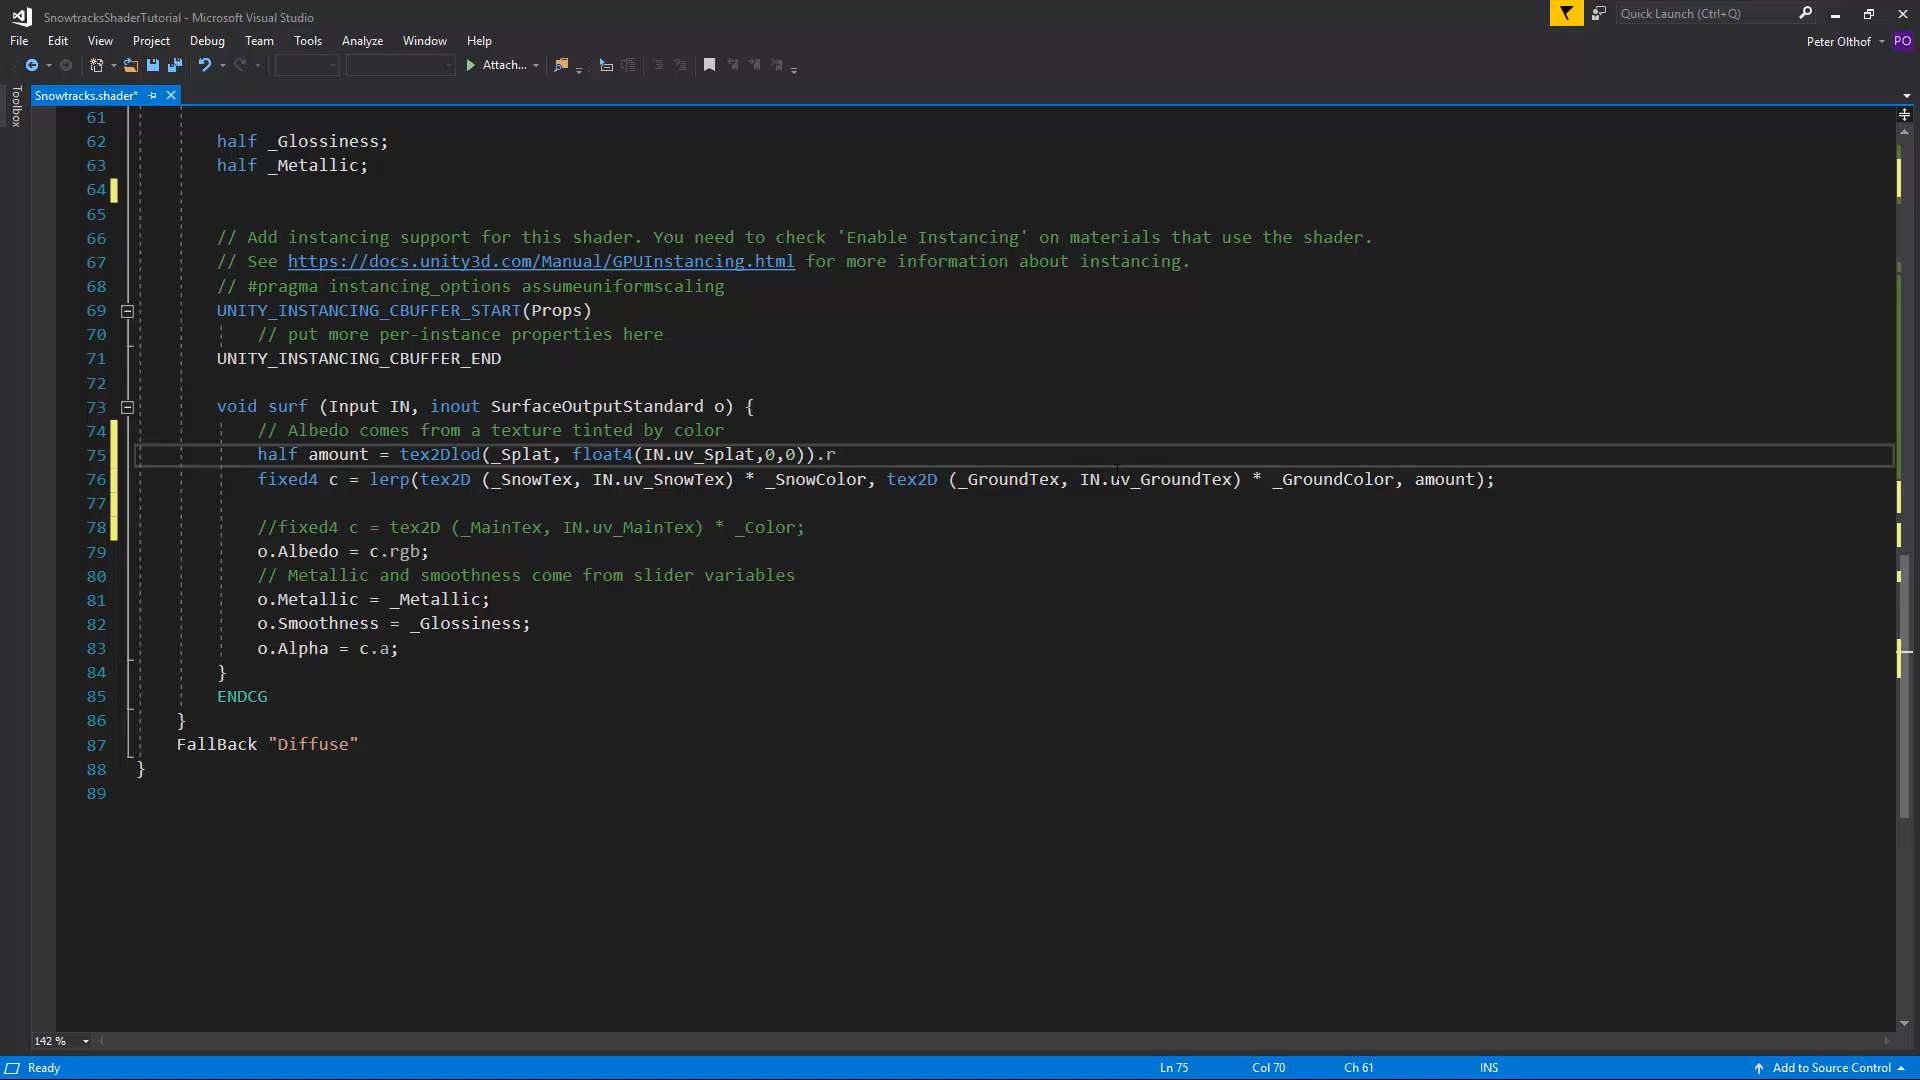 SnowtracksShaderTutorial - Microsoft Visual Studio
Quick Launch (Ctrl+Q)
File Edit View Project Debug Team Tools Analyze Window Help
Peter Olthof PO
Attach...
Toolbox
Snowtracks.shader*
61
62 half _Glossiness;
63 half _Metallic;
64
65
66 // Add instancing support for this shader. You need to check 'Enable Instancing' on materials that use the shader.
67 // See https://docs.unity3d.com/Manual/GPUInstancing.html for more information about instancing.
68 // #pragma instancing_options assumeuniformscaling
69 UNITY_INSTANCING_CBUFFER_START(Props)
70 // put more per-instance properties here
71 UNITY_INSTANCING_CBUFFER_END
72
73 void surf (Input IN, inout SurfaceOutputStandard o) {
74 // Albedo comes from a texture tinted by color
75 half amount = tex2Dlod(_Splat, float4(IN.uv_Splat,0,0)).r
76 fixed4 c = lerp(tex2D (_SnowTex, IN.uv_SnowTex) * _SnowColor, tex2D (_GroundTex, IN.uv_GroundTex) * _GroundColor, amount);
77
78 //fixed4 c = tex2D (_MainTex, IN.uv_MainTex) * _Color;
79 o.Albedo = c.rgb;
80 // Metallic and smoothness come from slider variables
81 o.Metallic = _Metallic;
82 o.Smoothness = _Glossiness;
83 o.Alpha = c.a;
84 }
85 ENDCG
86 }
87 FallBack "Diffuse"
88 }
89
142 %
Ready Ln 75 Col 70 Ch 61 INS Add to Source Control